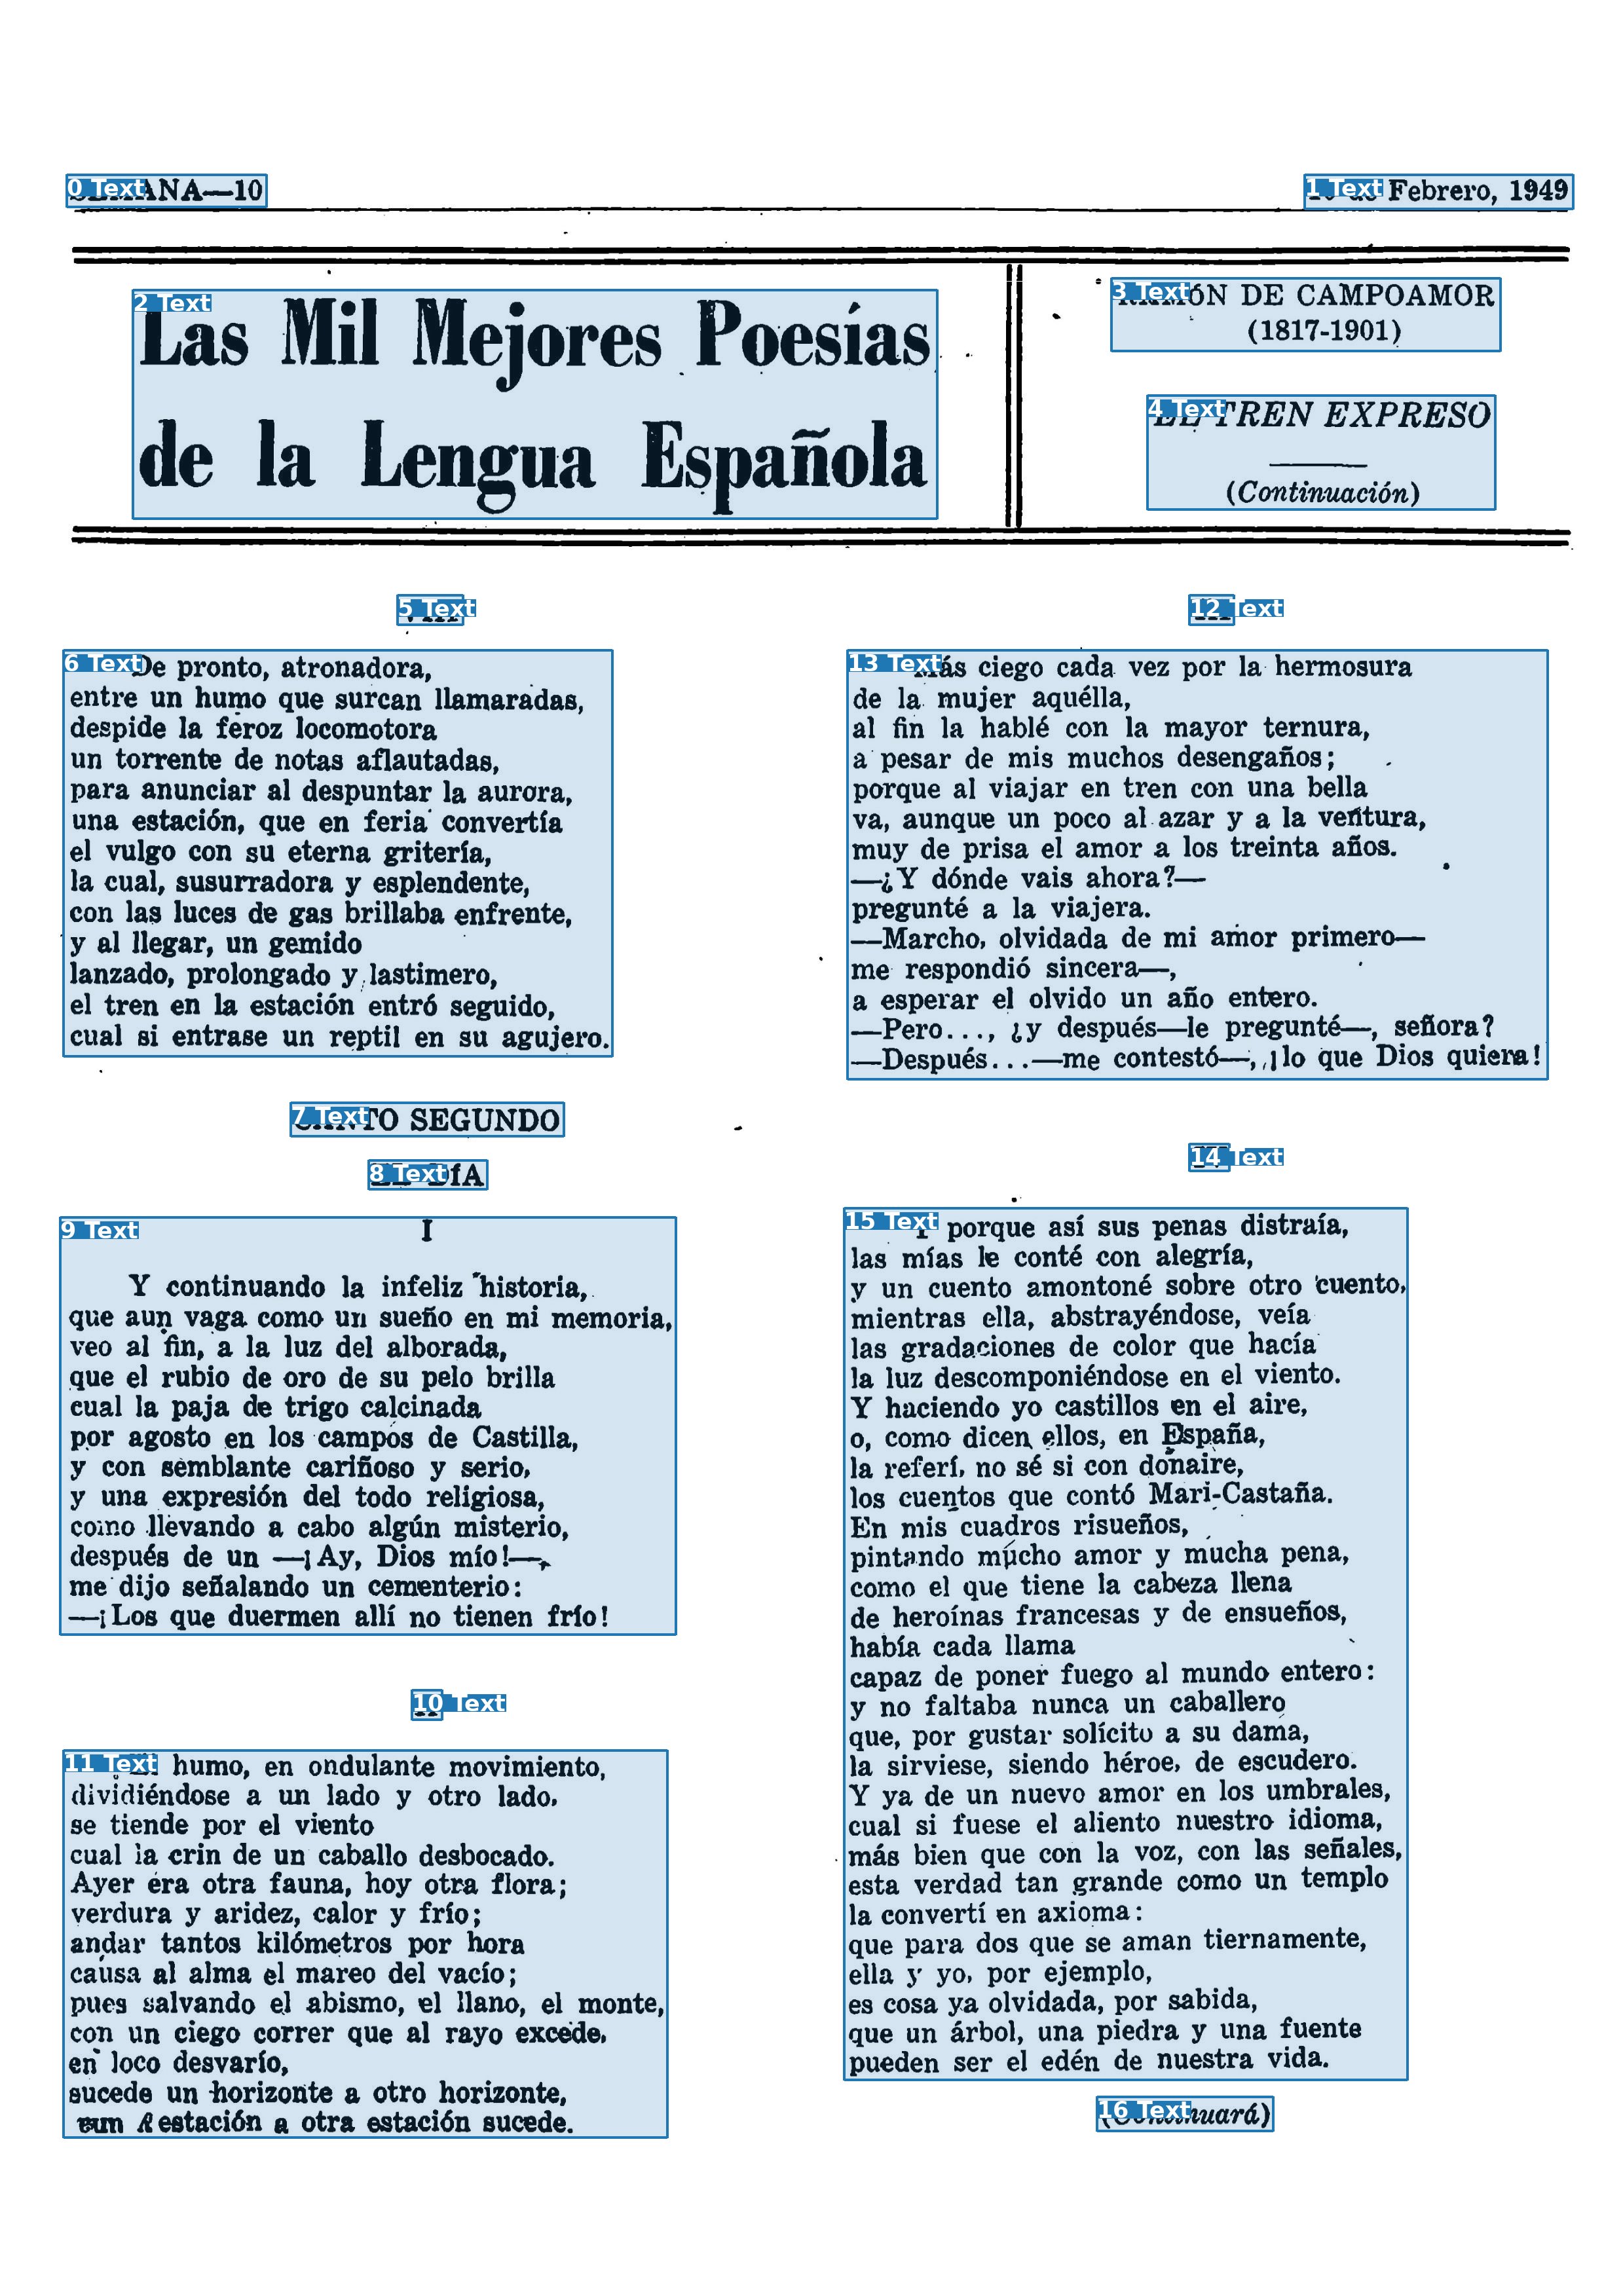 SEMANA—10
Febrero, 1949
Las Mil Mejores Poesías
de la Lengua Española
RAMÓN DE CAMPOAMOR
(1817-1901)
EL TREN EXPRESO
(Continuación)
De pronto, atronadora,
entre un humo que surcan llamaradas,
despide la feroz locomotora
un torrente de notas aflautadas,
para anunciar al despuntar la aurora,
una estación, que en feria convertía
el vulgo con su eterna gritería,
la cual, susurradora y esplendente,
con las luces de gas brillaba enfrente,
y al llegar, un gemido
lanzado, prolongado y lastimero,
el tren en la estación entró seguido,
cual si entrase un reptil en su agujero.
CANTO SEGUNDO
EL DÍA
I
Y continuando la infeliz historia,
que aun vaga como un sueño en mi memoria,
veo al fin, a la luz del alborada,
que el rubio de oro de su pelo brilla
cual la paja de trigo calcinada
por agosto en los campos de Castilla,
y con semblante cariñoso y serio,
y una expresión del todo religiosa,
como llevando a cabo algún misterio,
después de un —¡Ay, Dios mío!—,
me dijo señalando un cementerio:
—¡Los que duermen allí no tienen frío!
humo, en ondulante movimiento,
dividiéndose a un lado y otro lado,
se tiende por el viento
cual la crin de un caballo desbocado.
Ayer era otra fauna, hoy otra flora;
verdura y aridez, calor y frío;
andar tantos kilómetros por hora
causa al alma el mareo del vacío;
pues salvando el abismo, el llano, el monte,
con un ciego correr que al rayo excede,
en loco desvarío,
sucede un horizonte a otro horizonte,
estación a otra estación sucede.
Más ciego cada vez por la hermosura
de la mujer aquélla,
al fin la hablé con la mayor ternura,
a pesar de mis muchos desengaños;
porque al viajar en tren con una bella
va, aunque un poco al azar y a la ventura,
muy de prisa el amor a los treinta años.
—¿Y dónde vais ahora?—
pregunté a la viajera.
—Marcho, olvidada de mi amor primero—
me respondió sincera—,
a esperar el olvido un año entero.
—Pero..., ¿y después—le pregunté—, señora?
—Después...—me contestó—, ¡lo que Dios quiera!
Y porque así sus penas distraía,
las mías le conté con alegría,
y un cuento amontoné sobre otro cuento,
mientras ella, abstrayéndose, veía
las gradaciones de color que hacía
la luz descomponiéndose en el viento.
Y haciendo yo castillos en el aire,
o, como dicen ellos, en España,
la referí, no sé si con donaire,
los cuentos que contó Mari-Castaña.
En mis cuadros risueños,
pintando mucho amor y mucha pena,
como el que tiene la cabeza llena
de heroínas francesas y de ensueños,
había cada llama
capaz de poner fuego al mundo entero:
y no faltaba nunca un caballero
que, por gustar solícito a su dama,
la sirviese, siendo héroe, de escudero.
Y ya de un nuevo amor en los umbrales,
cual si fuese el aliento nuestro idioma,
más bien que con la voz, con las señales,
esta verdad tan grande como un templo
la convertí en axioma:
que para dos que se aman tiernamente,
ella y yo, por ejemplo,
es cosa ya olvidada, por sabida,
que un árbol, una piedra y una fuente
pueden ser el edén de nuestra vida.
(Continuará)